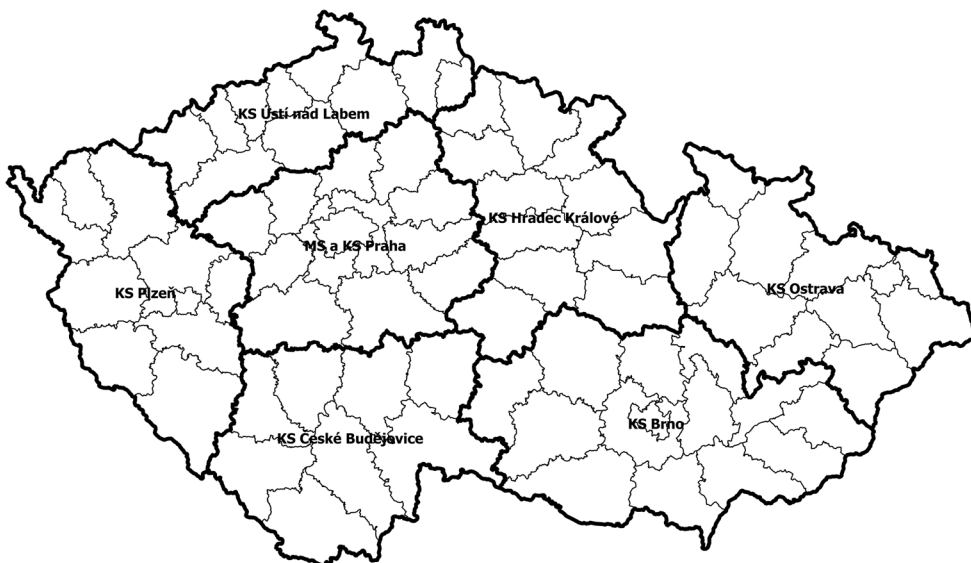 KS Ústí nad Labem
KS Hradec Králové
MS a KS Praha
KS Plzeň
KS Ostrava
KS Brno
KS České Budějovice